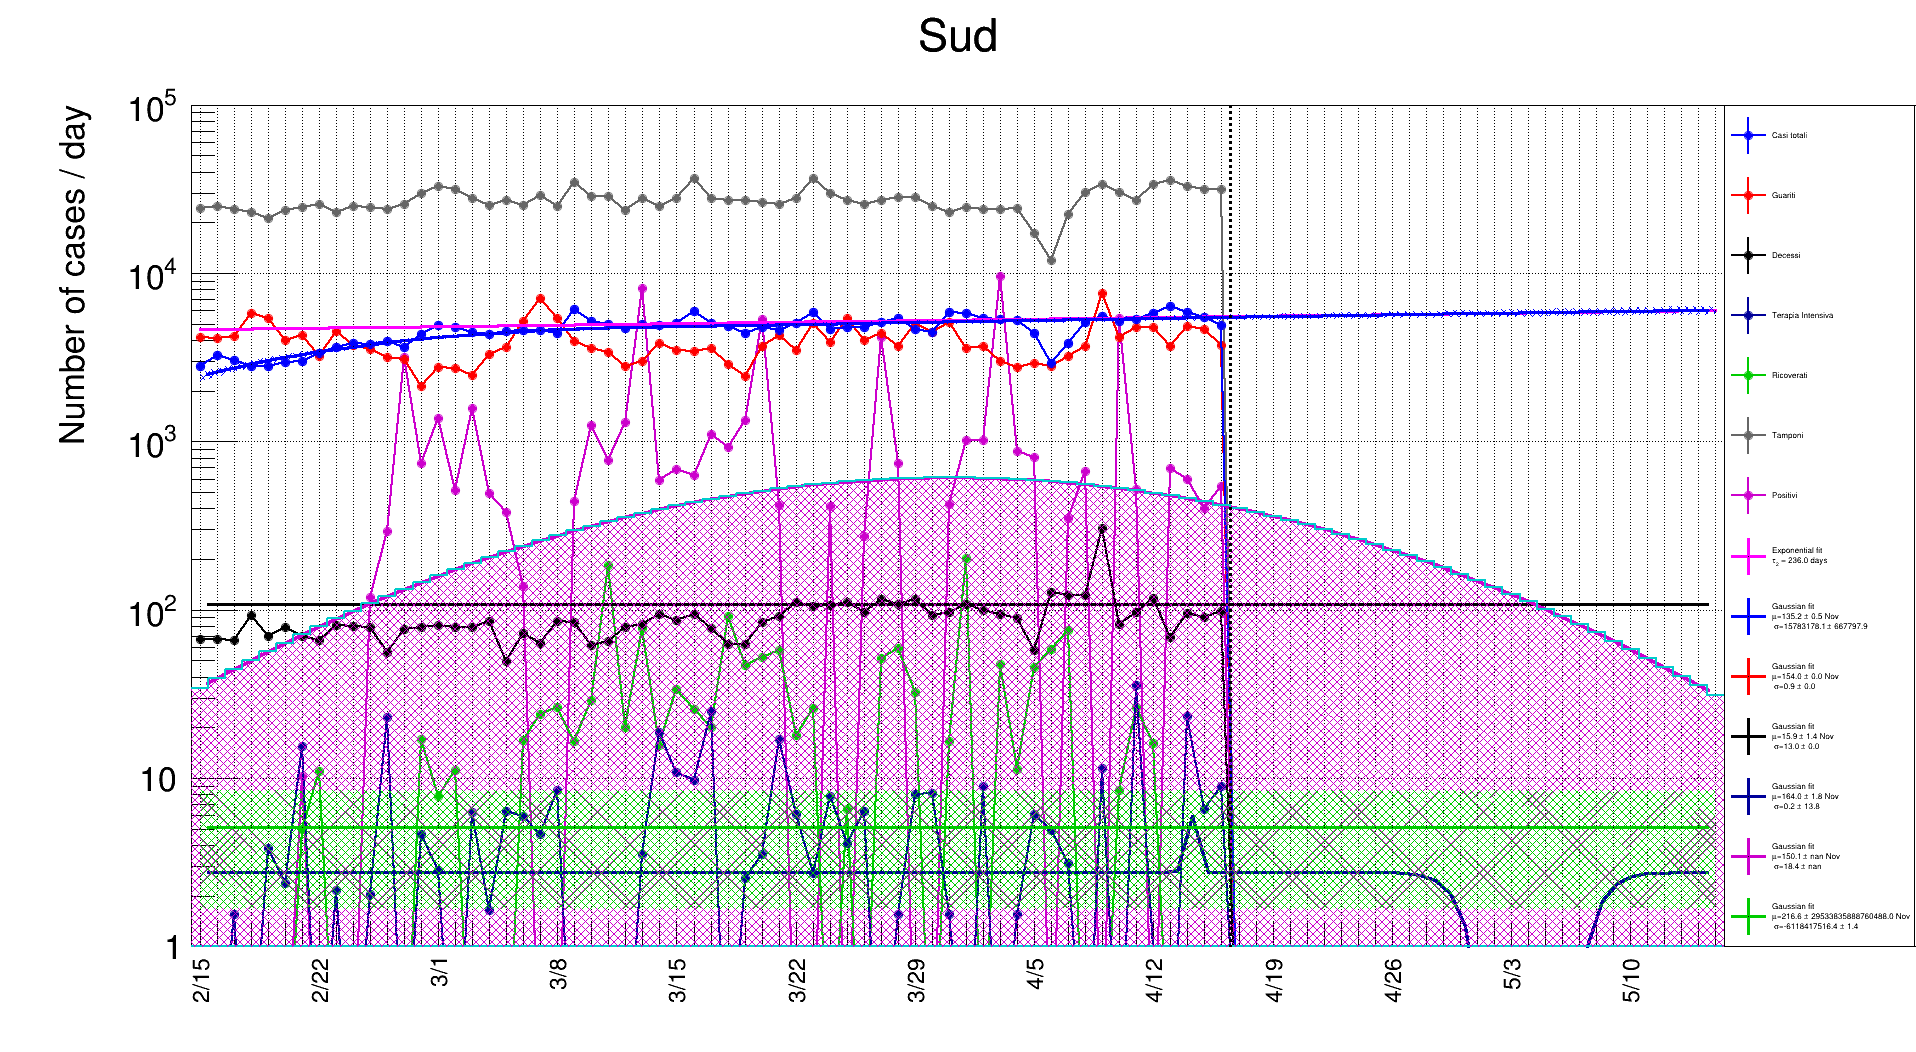 Sud
Number of cases / day
10^5
10^4
10^3
10^2
10
1
2/15
2/22
3/1
3/8
3/15
3/22
3/29
4/5
4/12
4/19
4/26
5/3
5/10
Casi totali
Guariti
Decessi
Terapia Intensiva
Ricoverati
Tamponi
Positivi
Exponential fit
τ₂ = 236.0 days
Gaussian fit
μ=135.2 ± 0.5 Nov
σ=15783178.1 ± 667797.9
Gaussian fit
μ=154.0 ± 0.0 Nov
σ=0.9 ± 0.0
Gaussian fit
μ=15.9 ± 1.4 Nov
σ=13.0 ± 0.0
Gaussian fit
μ=164.0 ± 1.8 Nov
σ=0.2 ± 13.8
Gaussian fit
μ=150.1 ± nan Nov
σ=18.4 ± nan
Gaussian fit
μ=216.6 ± 29533835888760488.0 Nov
σ=-6118417516.4 ± 1.4